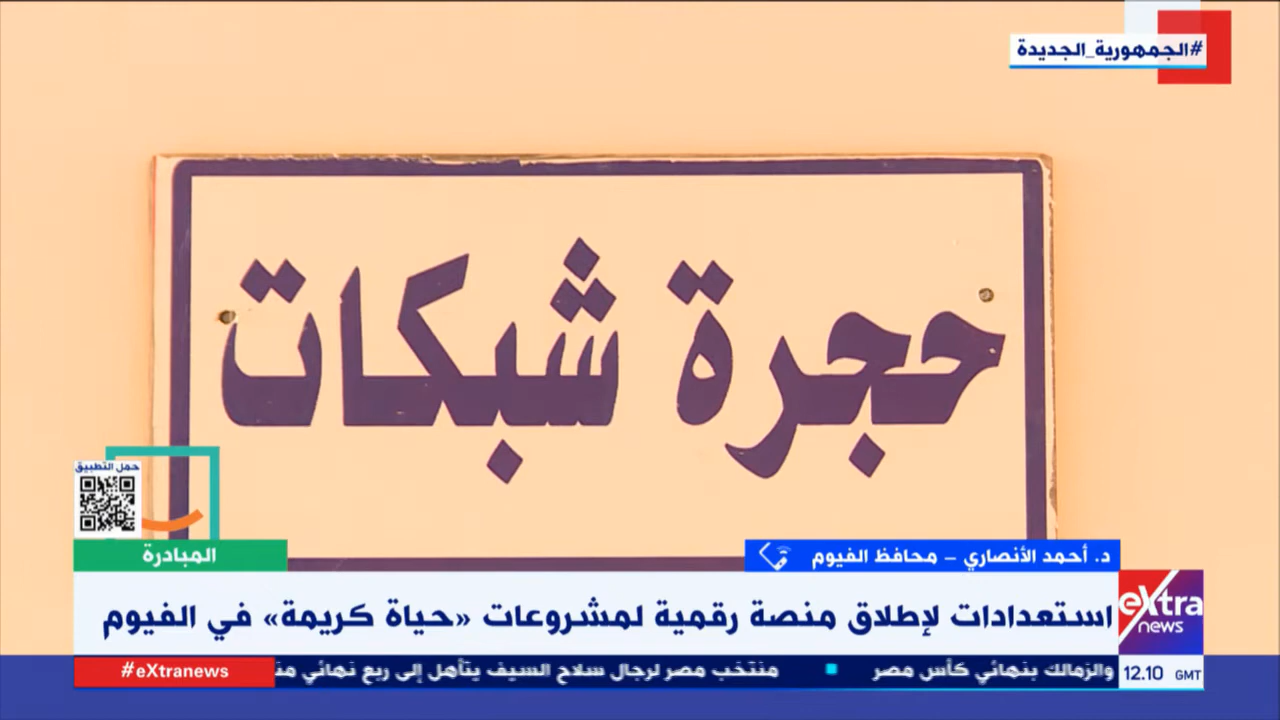 #الجمهورية_الجديدة
حجرة شبكات
حمل التطبيق
المبادرة
د. أحمد الأنصاري – محافظ الفيوم
استعدادات لإطلاق منصة رقمية لمشروعات «حياة كريمة» في الفيوم
eXtra
news
والزمالك بنهائي كأس مصر
منتخب مصر لرجال سلاح السيف يتأهل إلى ربع نهائي
#eXtranews
12.10 GMT